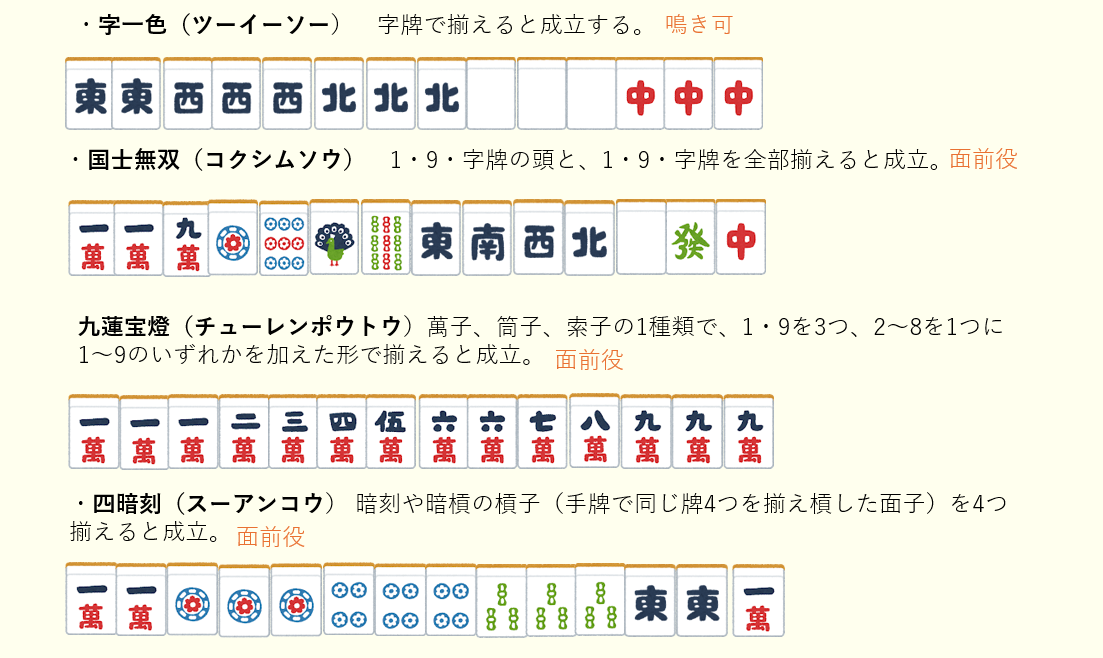 ・字一色（ツーイーソー） 字牌で揃えると成立する。 鳴き可
東 東 西 西 西 北 北 北 中 中 中
・国士無双（コクシムソウ） 1・9・字牌の頭と、1・9・字牌を全部揃えると成立。面前役
一萬 一萬 九萬 東 南 西 北 發 中
九蓮宝燈（チューレンポウトウ）萬子、筒子、索子の1種類で、1・9を3つ、2～8を1つに
1～9のいずれかを加えた形で揃えると成立。 面前役
一萬 一萬 一萬 二萬 三萬 四萬 伍萬 六萬 六萬 七萬 八萬 九萬 九萬 九萬
・四暗刻（スーアンコウ） 暗刻や暗槓の槓子（手牌で同じ牌4つを揃え槓した面子）を4つ
揃えると成立。 面前役
一萬 一萬 東 東 一萬